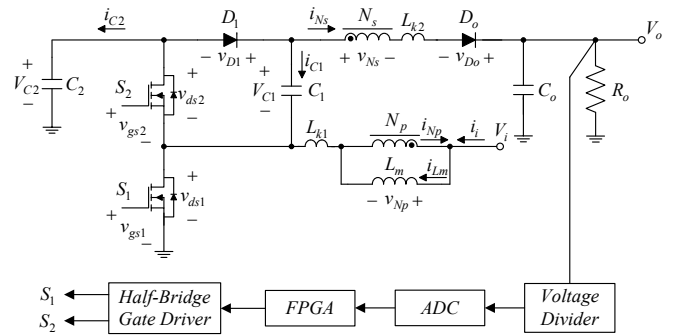 i_C2
D_1
i_Ns
N_s
L_k2
D_o
V_o
− v_D1 +
+ v_Ns −
− v_Do +
+
V_C2
−
C_2
S_2
+
v_ds2
−
+
v_gs2
−
i_C1
+
V_C1
−
C_1
C_o
R_o
L_k1
N_p
i_Np
i_i
V_i
L_m
i_Lm
− v_Np +
S_1
+
v_ds1
−
+
v_gs1
−
S_1
S_2
Half-Bridge
Gate Driver
FPGA
ADC
Voltage
Divider